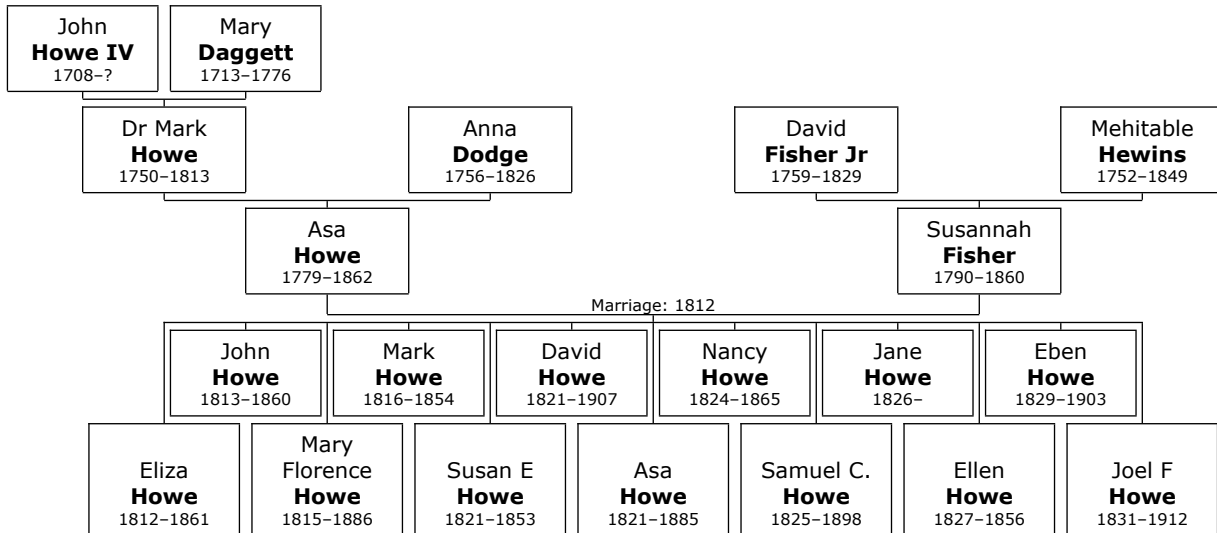 John
Howe IV
1708–?
Mary
Daggett
1713–1776
Dr Mark
Howe
1750–1813
Anna
Dodge
1756–1826
David
Fisher Jr
1759–1829
Mehitable
Hewins
1752–1849
Asa
Howe
1779–1862
Susannah
Fisher
1790–1860
Marriage: 1812
John
Howe
1813–1860
Mark
Howe
1816–1854
David
Howe
1821–1907
Nancy
Howe
1824–1865
Jane
Howe
1826–
Eben
Howe
1829–1903
Eliza
Howe
1812–1861
Mary
Florence
Howe
1815–1886
Susan E
Howe
1821–1853
Asa
Howe
1821–1885
Samuel C.
Howe
1825–1898
Ellen
Howe
1827–1856
Joel F
Howe
1831–1912